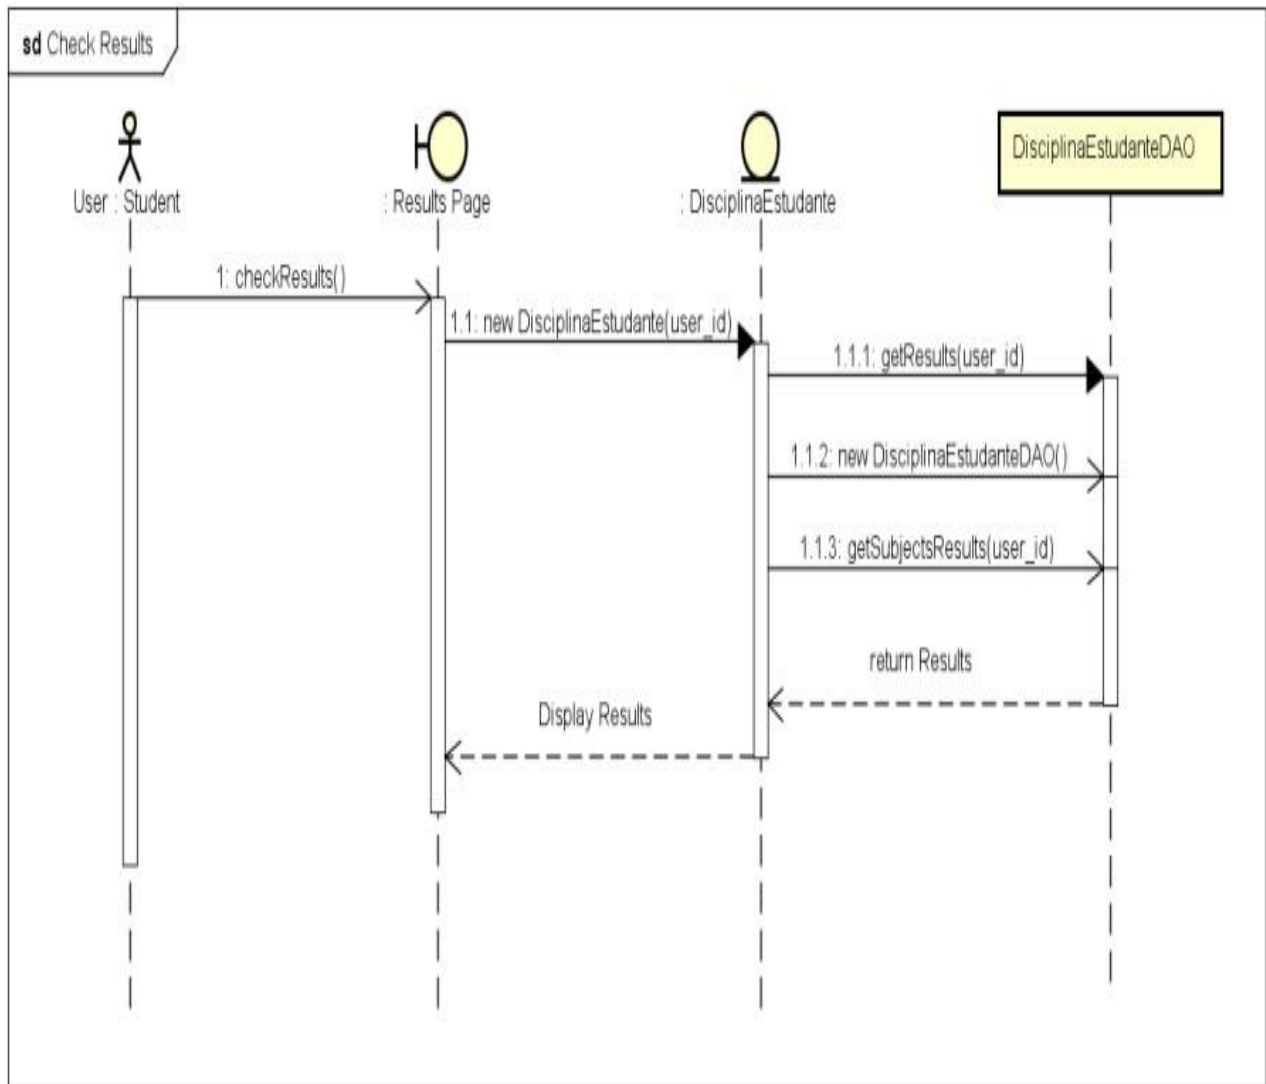 sd Check Results
User : Student
: Results Page
: DisciplinaEstudante
DisciplinaEstudanteDAO
1: checkResults()
1.1: new DisciplinaEstudante(user_id)
1.1.1: getResults(user_id)
1.1.2: new DisciplinaEstudanteDAO()
1.1.3: getSubjectsResults(user_id)
return Results
Display Results